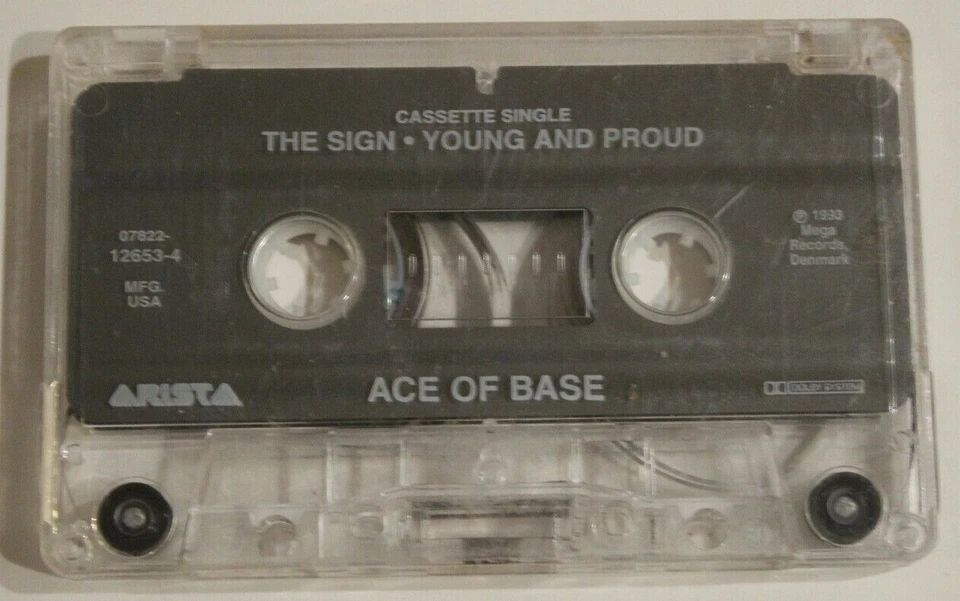 CASSETTE SINGLE
THE SIGN • YOUNG AND PROUD
07822-
12653-4
MFG.
USA
℗ 1993
Mega
Records,
Denmark
ARISTA
ACE OF BASE
DOLBY SYSTEM